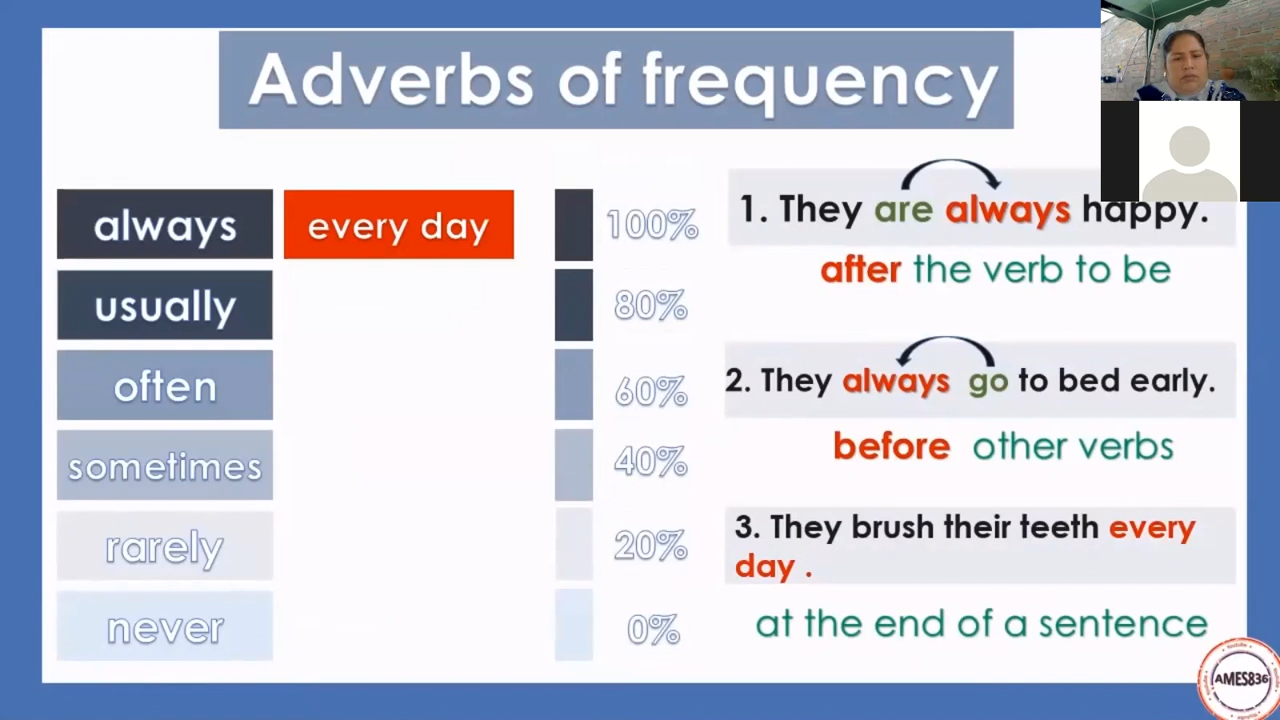 Adverbs of frequency
always every day 100%
usually 80%
often 60%
sometimes 40%
rarely 20%
never 0%
1. They are always happy.
after the verb to be
2. They always go to bed early.
before other verbs
3. They brush their teeth every
day .
at the end of a sentence
AMES836